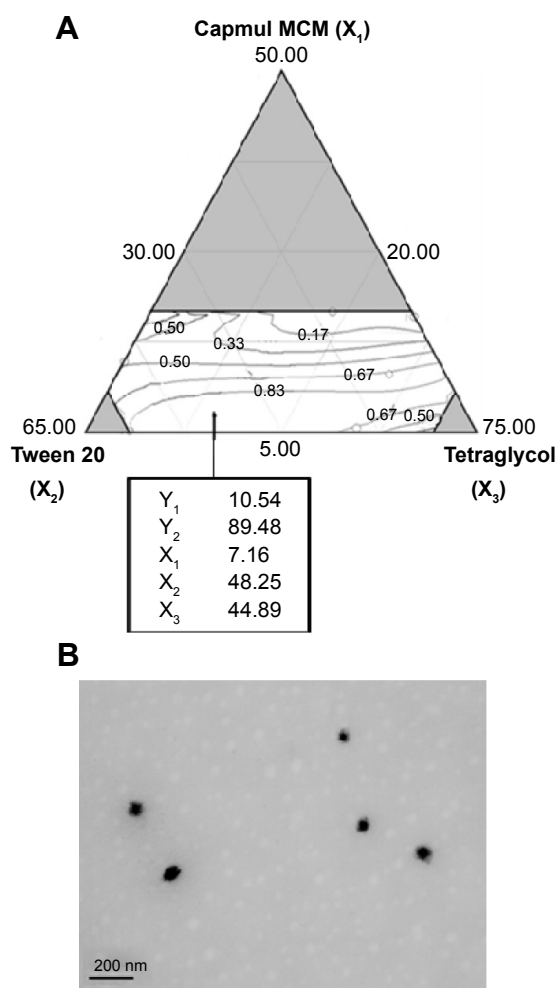 A
Capmul MCM (X₁)
50.00
30.00 20.00
0.50 0.33 0.17
0.50 0.67
0.83
0.67 0.50
65.00 5.00 75.00
Tween 20 Tetraglycol
(X₂) (X₃)
Y₁ 10.54
Y₂ 89.48
X₁ 7.16
X₂ 48.25
X₃ 44.89
B
200 nm